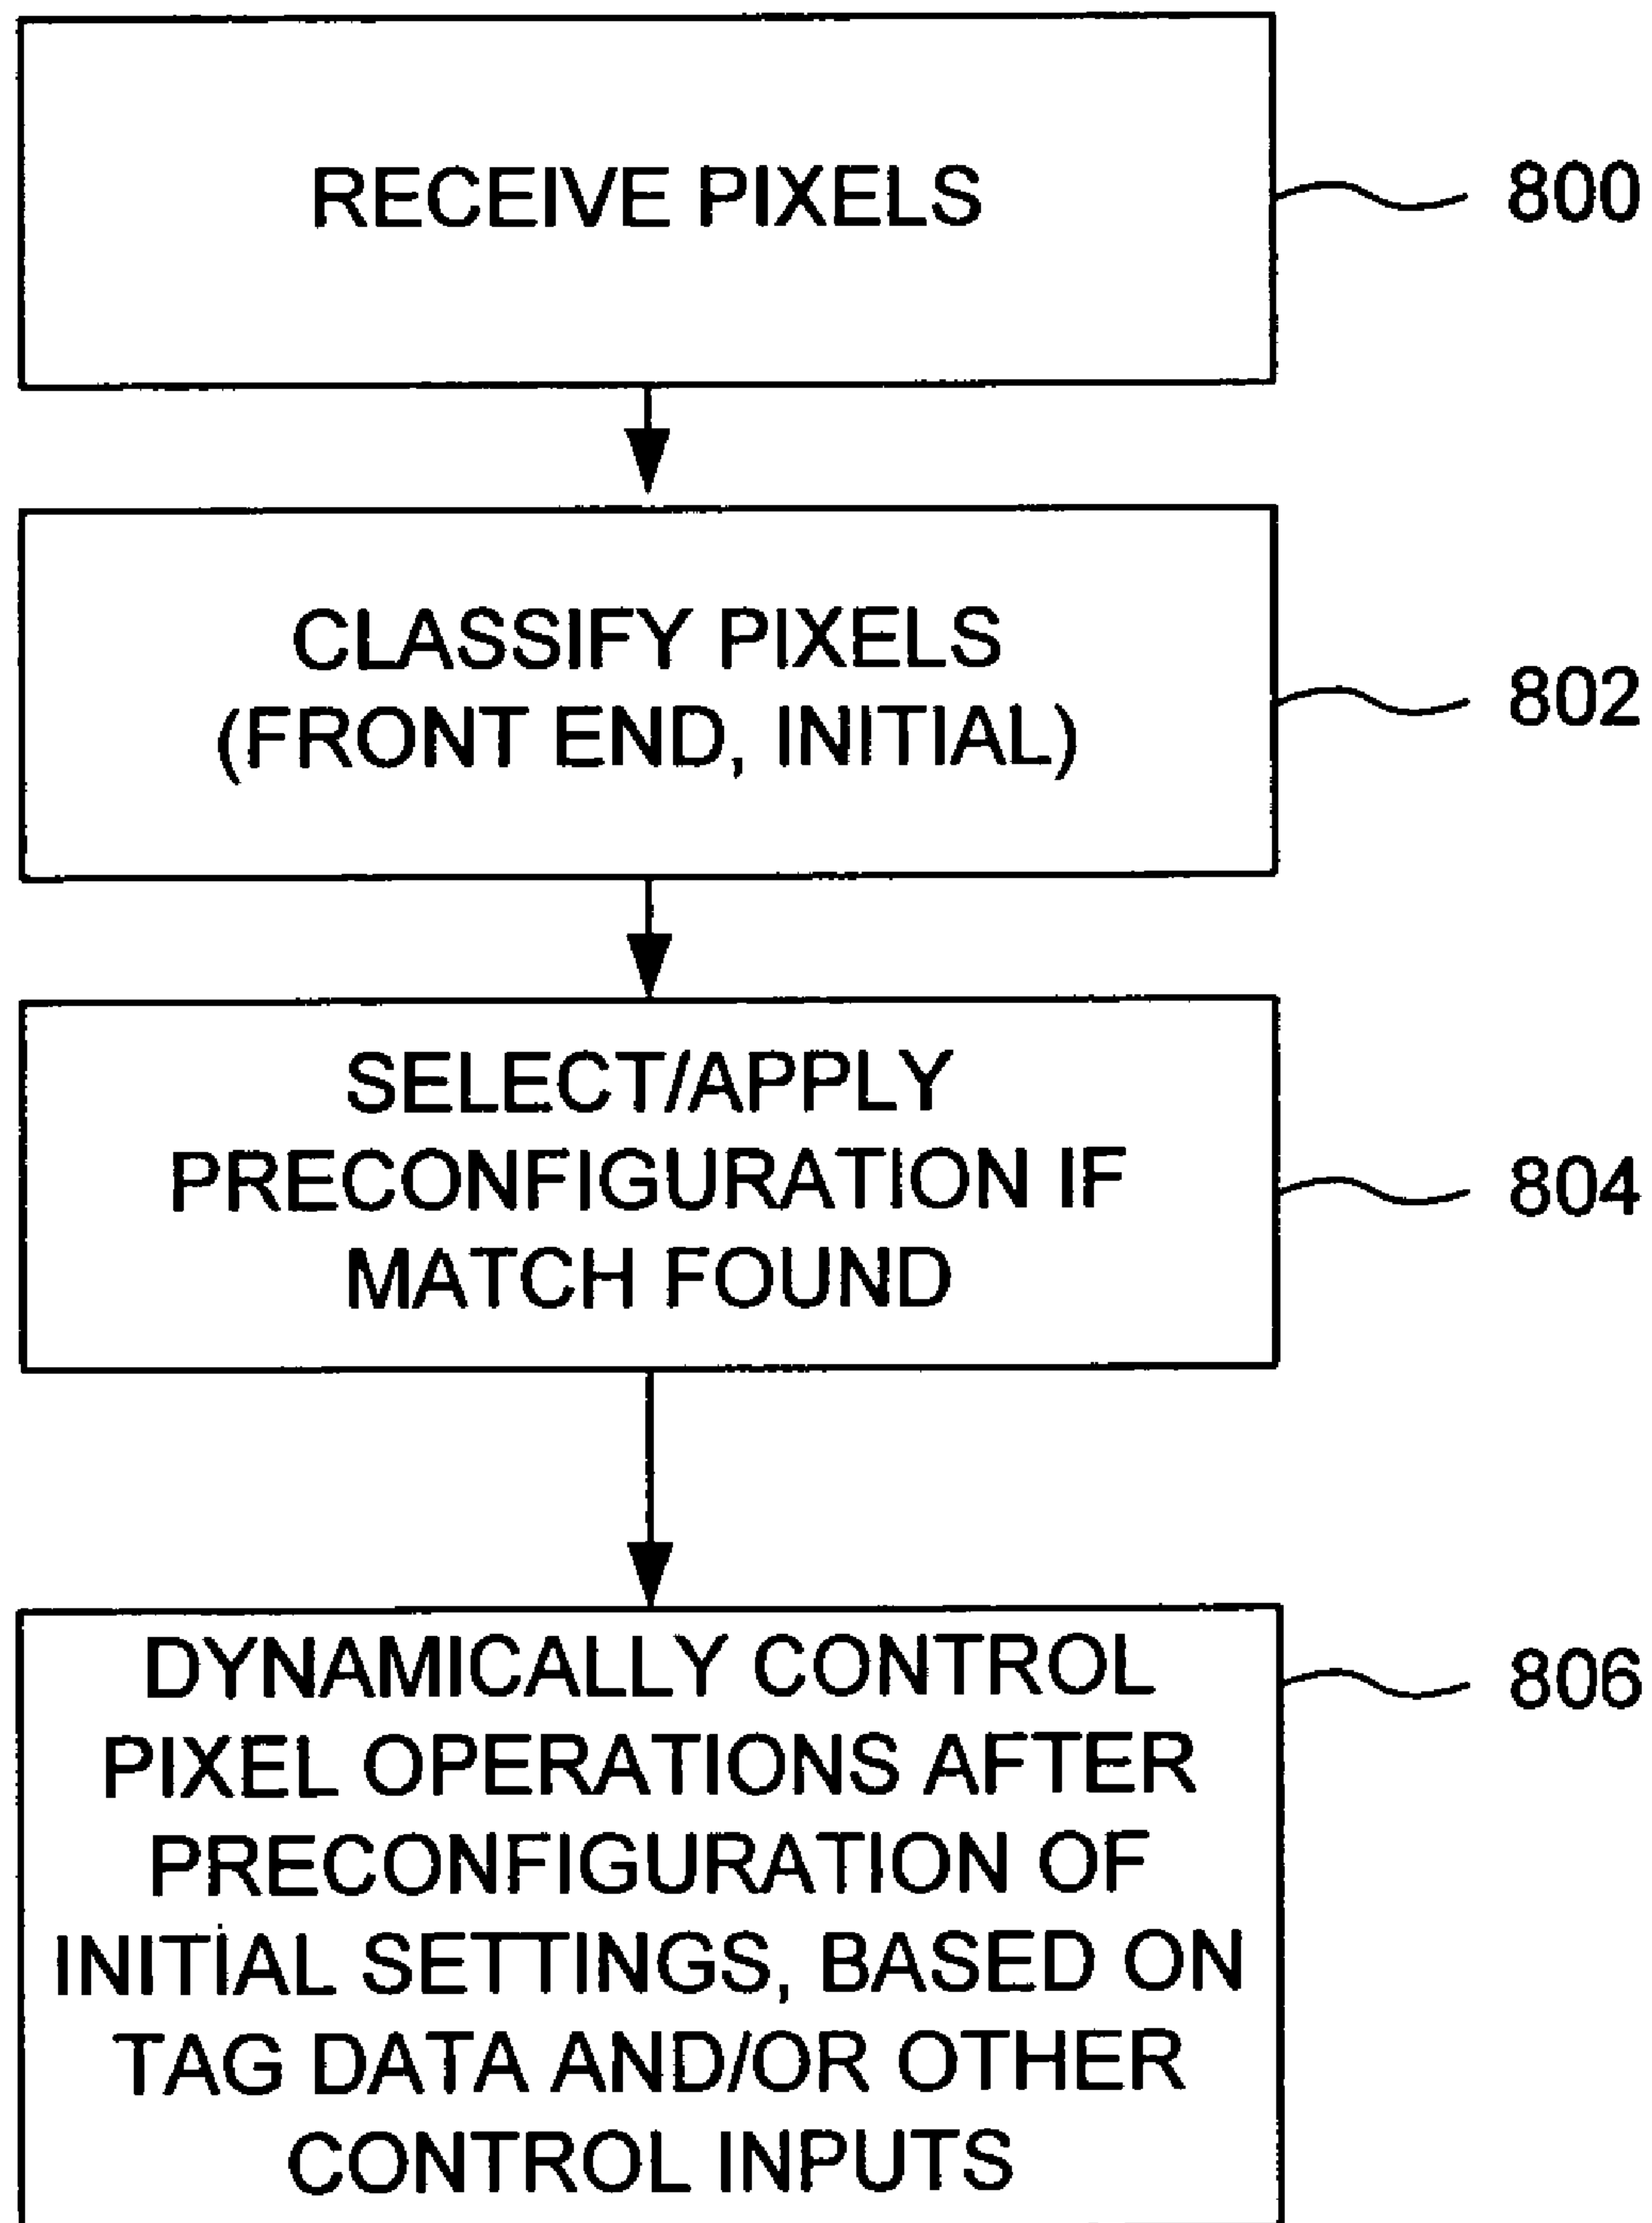 RECEIVE PIXELS
800
CLASSIFY PIXELS
(FRONT END, INITIAL)
802
SELECT/APPLY
PRECONFIGURATION IF
MATCH FOUND
804
DYNAMICALLY CONTROL
PIXEL OPERATIONS AFTER
PRECONFIGURATION OF
INITIAL SETTINGS, BASED ON
TAG DATA AND/OR OTHER
CONTROL INPUTS
806